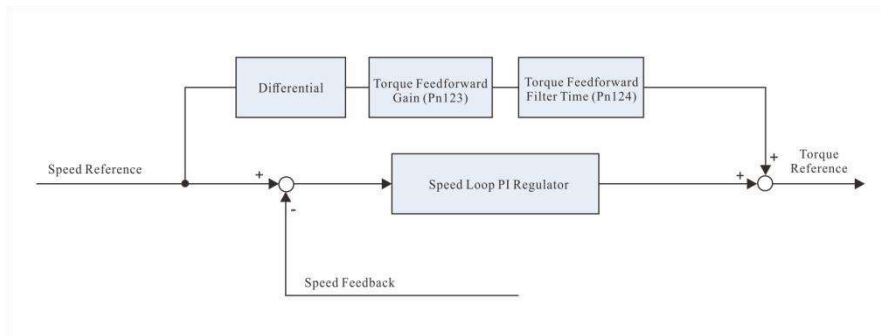 Differential
Torque Feedforward
Gain (Pn123)
Torque Feedforward
Filter Time (Pn124)
Speed Reference
+
-
Speed Loop PI Regulator
+
+
Torque
Reference
Speed Feedback